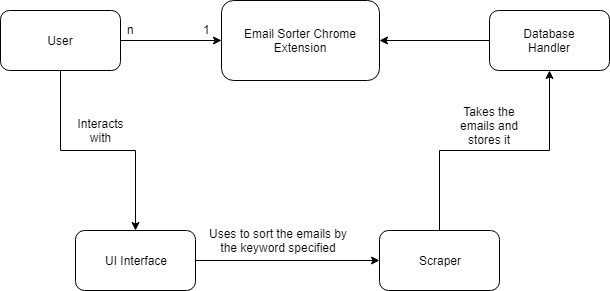 User
n
1
Email Sorter Chrome
Extension
Database
Handler
Interacts
with
Takes the
emails and
stores it
UI Interface
Uses to sort the emails by
the keyword specified
Scraper